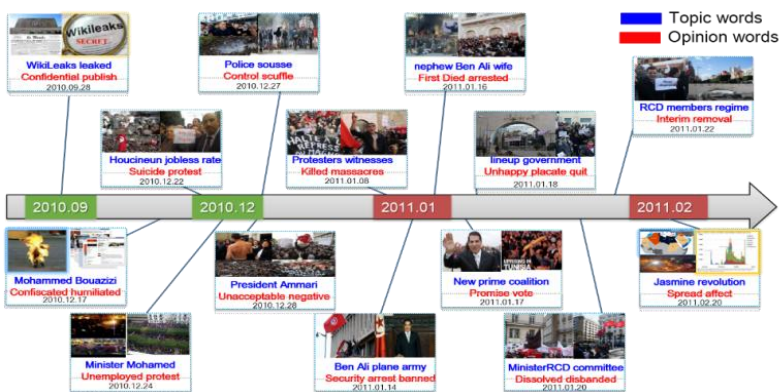 Topic words
Opinion words
WikiLeaks leaked
Confidential publish
2010.09.28
Police sousse
Control scuffle
2010.12.27
nephew Ben Ali wife
First Died arrested
2011.01.16
RCD members regime
Interim removal
2011.01.22
Houcineun jobless rate
Suicide protest
2010.12.22
Protesters witnesses
Killed massacres
2011.01.08
lineup government
Unhappy placate quit
2011.01.18
2010.09
2010.12
2011.01
2011.02
Mohammed Bouazizi
Confiscated humiliated
2010.12.17
President Ammari
Unacceptable negative
2010.12.28
New prime coalition
Promise vote
2011.01.17
Jasmine revolution
Spread affect
2011.02.20
Minister Mohamed
Unemployed protest
2010.12.24
Ben Ali plane army
Security arrest banned
2011.01.14
MinisterRCD committee
Dissolved disbanded
2011.01.20
Wikileaks
SECRET